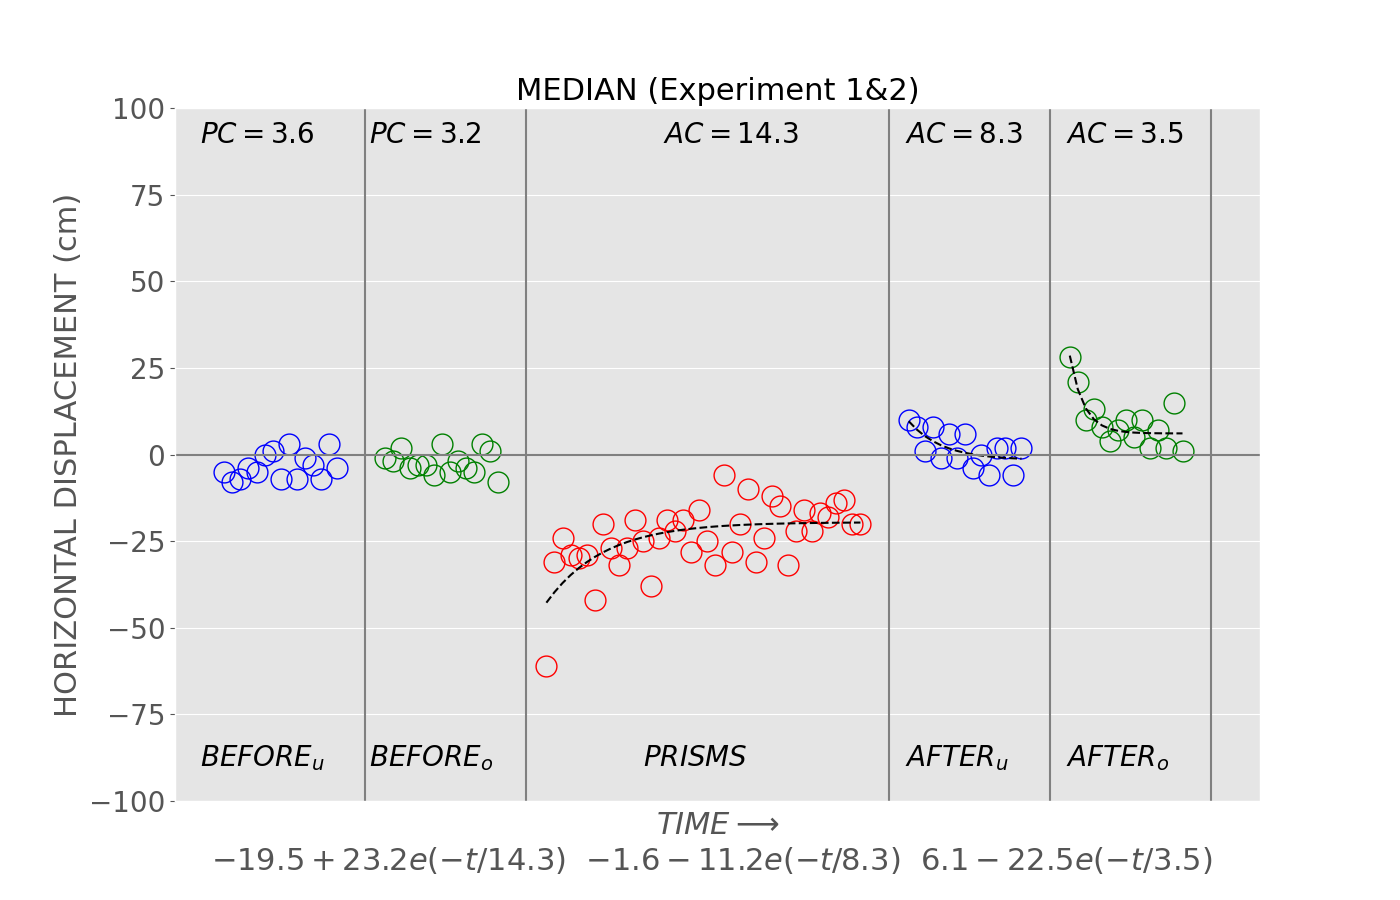 MEDIAN (Experiment 1&2)
100
75
50
25
0
−25
−50
−75
−100
HORIZONTAL DISPLACEMENT (cm)
PC = 3.6 PC = 3.2 AC = 14.3 AC = 8.3 AC = 3.5
BEFOREᵤ BEFOREₒ PRISMS AFTERᵤ AFTERₒ
TIME ⟶
−19.5 + 23.2e(−t/14.3) −1.6 − 11.2e(−t/8.3) 6.1 − 22.5e(−t/3.5)